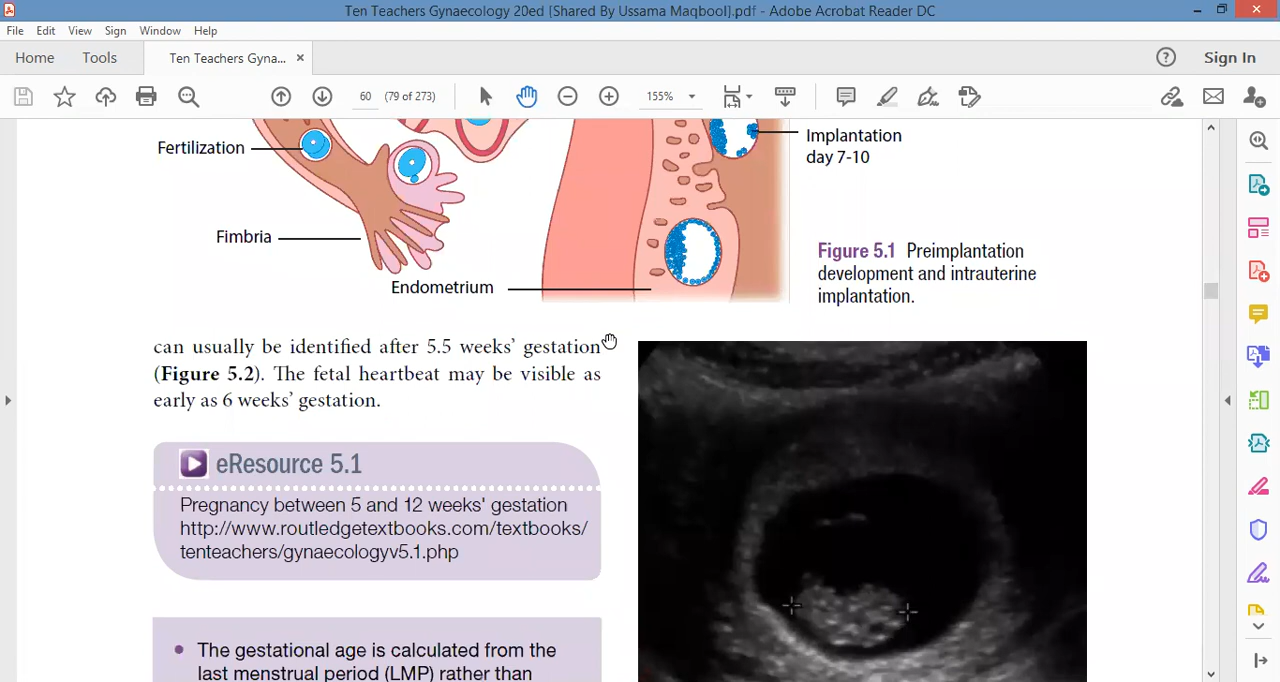 Ten Teachers Gynaecology 20ed [Shared By Ussama Maqbool].pdf - Adobe Acrobat Reader DC
File Edit View Sign Window Help
Home Tools Ten Teachers Gyna... × Sign In
60 (79 of 273) 155%
Fertilization
Implantation
day 7-10
Fimbria
Endometrium
Figure 5.1 Preimplantation
development and intrauterine
implantation.
can usually be identified after 5.5 weeks’ gestation
(Figure 5.2). The fetal heartbeat may be visible as
early as 6 weeks’ gestation.
eResource 5.1
Pregnancy between 5 and 12 weeks' gestation
http://www.routledgetextbooks.com/textbooks/
tenteachers/gynaecologyv5.1.php
• The gestational age is calculated from the
last menstrual period (LMP) rather than